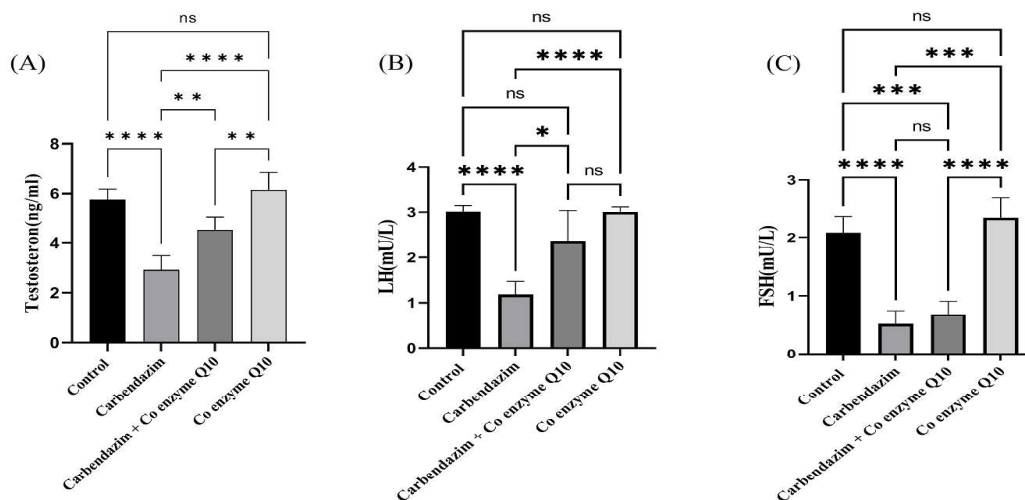 (A)
ns
****
**
****
**
Testosteron(ng/ml)
8
6
4
2
0
Control
Carbendazim
Carbendazim + Co enzyme Q10
Co enzyme Q10
(B)
ns
****
ns
*
****
ns
LH(mU/L)
4
3
2
1
0
Control
Carbendazim
Carbendazim + Co enzyme Q10
Co enzyme Q10
(C)
ns
***
***
ns
****
****
FSH(mU/L)
3
2
1
0
Control
Carbendazim
Carbendazim + Co enzyme Q10
Co enzyme Q10